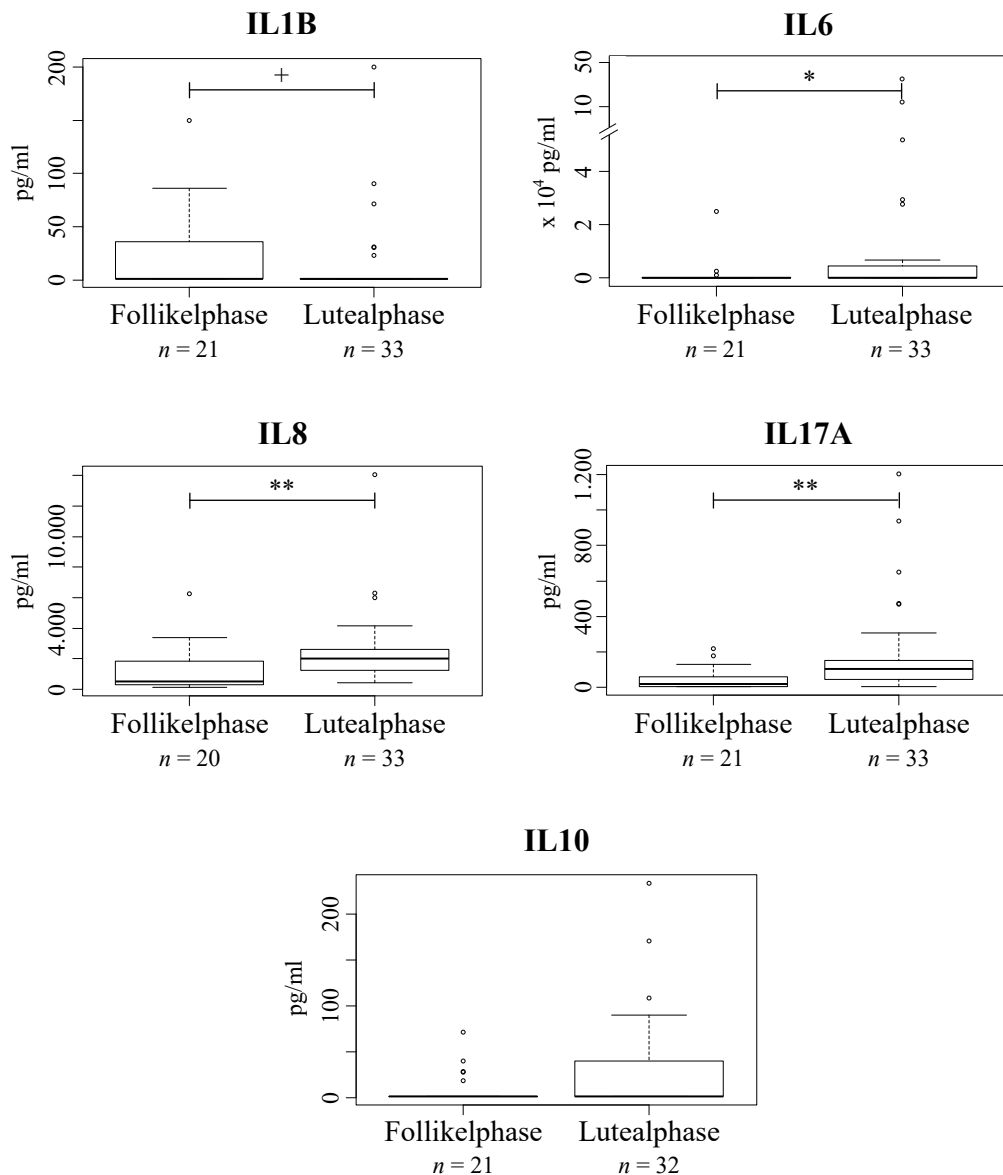 IL1B
+
200
100
50
0
pg/ml
Follikelphase Lutealphase
n = 21 n = 33
IL6
*
50
10
4
2
0
x 10⁴ pg/ml
Follikelphase Lutealphase
n = 21 n = 33
IL8
**
10.000
4.000
0
pg/ml
Follikelphase Lutealphase
n = 20 n = 33
IL17A
**
1.200
800
400
0
pg/ml
Follikelphase Lutealphase
n = 21 n = 33
IL10
200
100
0
pg/ml
Follikelphase Lutealphase
n = 21 n = 32